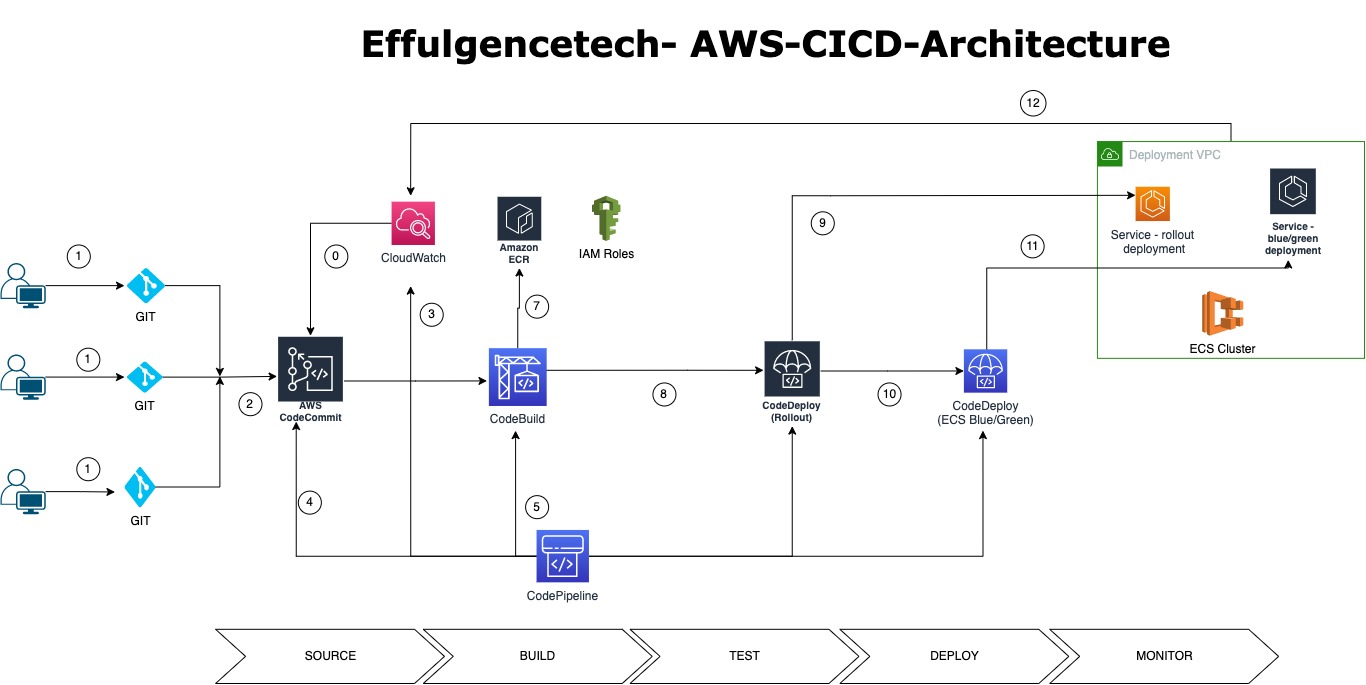 Effulgencetech- AWS-CICD-Architecture
12
Deployment VPC
9
Service - rollout
deployment
Service -
blue/green
deployment
11
ECS Cluster
0
CloudWatch
Amazon
ECR
IAM Roles
1
GIT
3
7
1
GIT
2
AWS
CodeCommit
CodeBuild
8
CodeDeploy
(Rollout)
10
CodeDeploy
(ECS Blue/Green)
1
GIT
4
5
CodePipeline
SOURCE
BUILD
TEST
DEPLOY
MONITOR